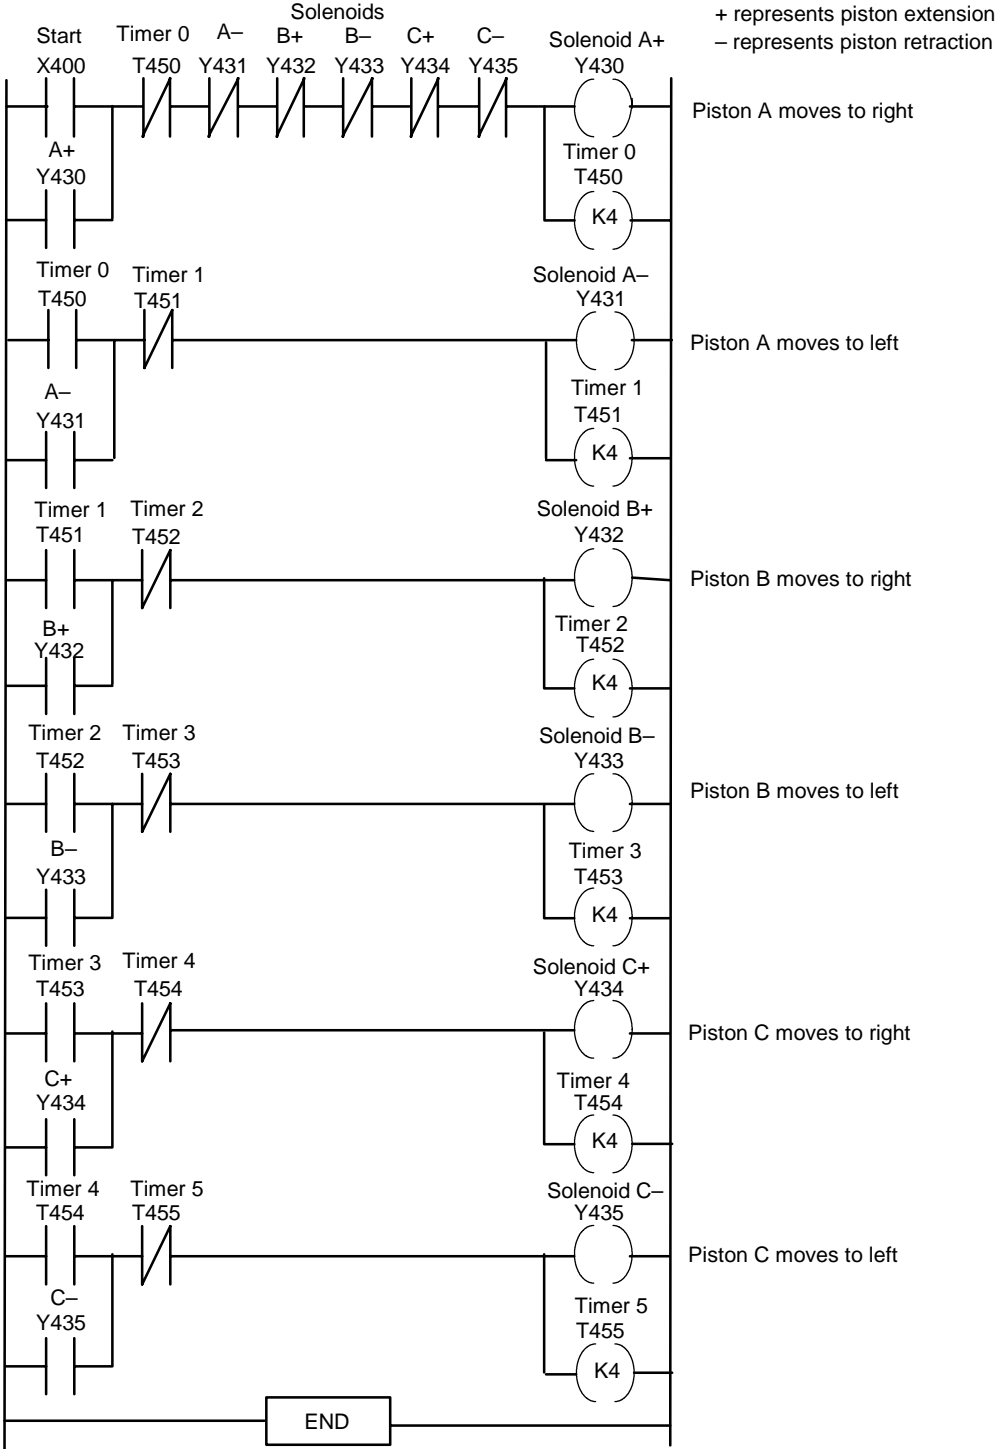 Solenoids
+ represents piston extension
– represents piston retraction
Start
Timer 0
A–
B+
B–
C+
C–
Solenoid A+
X400
T450
Y431
Y432
Y433
Y434
Y435
Y430
Piston A moves to right
A+
Y430
Timer 0
T450
K4
Timer 0
T450
Timer 1
T451
Solenoid A–
Y431
Piston A moves to left
A–
Y431
Timer 1
T451
K4
Timer 1
T451
Timer 2
T452
Solenoid B+
Y432
Piston B moves to right
B+
Y432
Timer 2
T452
K4
Timer 2
T452
Timer 3
T453
Solenoid B–
Y433
Piston B moves to left
B–
Y433
Timer 3
T453
K4
Timer 3
T453
Timer 4
T454
Solenoid C+
Y434
Piston C moves to right
C+
Y434
Timer 4
T454
K4
Timer 4
T454
Timer 5
T455
Solenoid C–
Y435
Piston C moves to left
C–
Y435
Timer 5
T455
K4
END